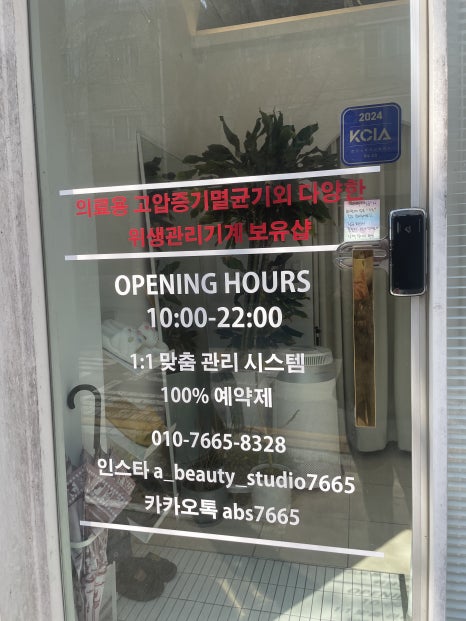 2024
KCIA
의료용 고압증기멸균기외 다양한
위생관리기계 보유샵
OPENING HOURS
10:00-22:00
1:1 맞춤 관리 시스템
100% 예약제
010-7665-8328
인스타 a_beauty_studio7665
카카오톡 abs7665